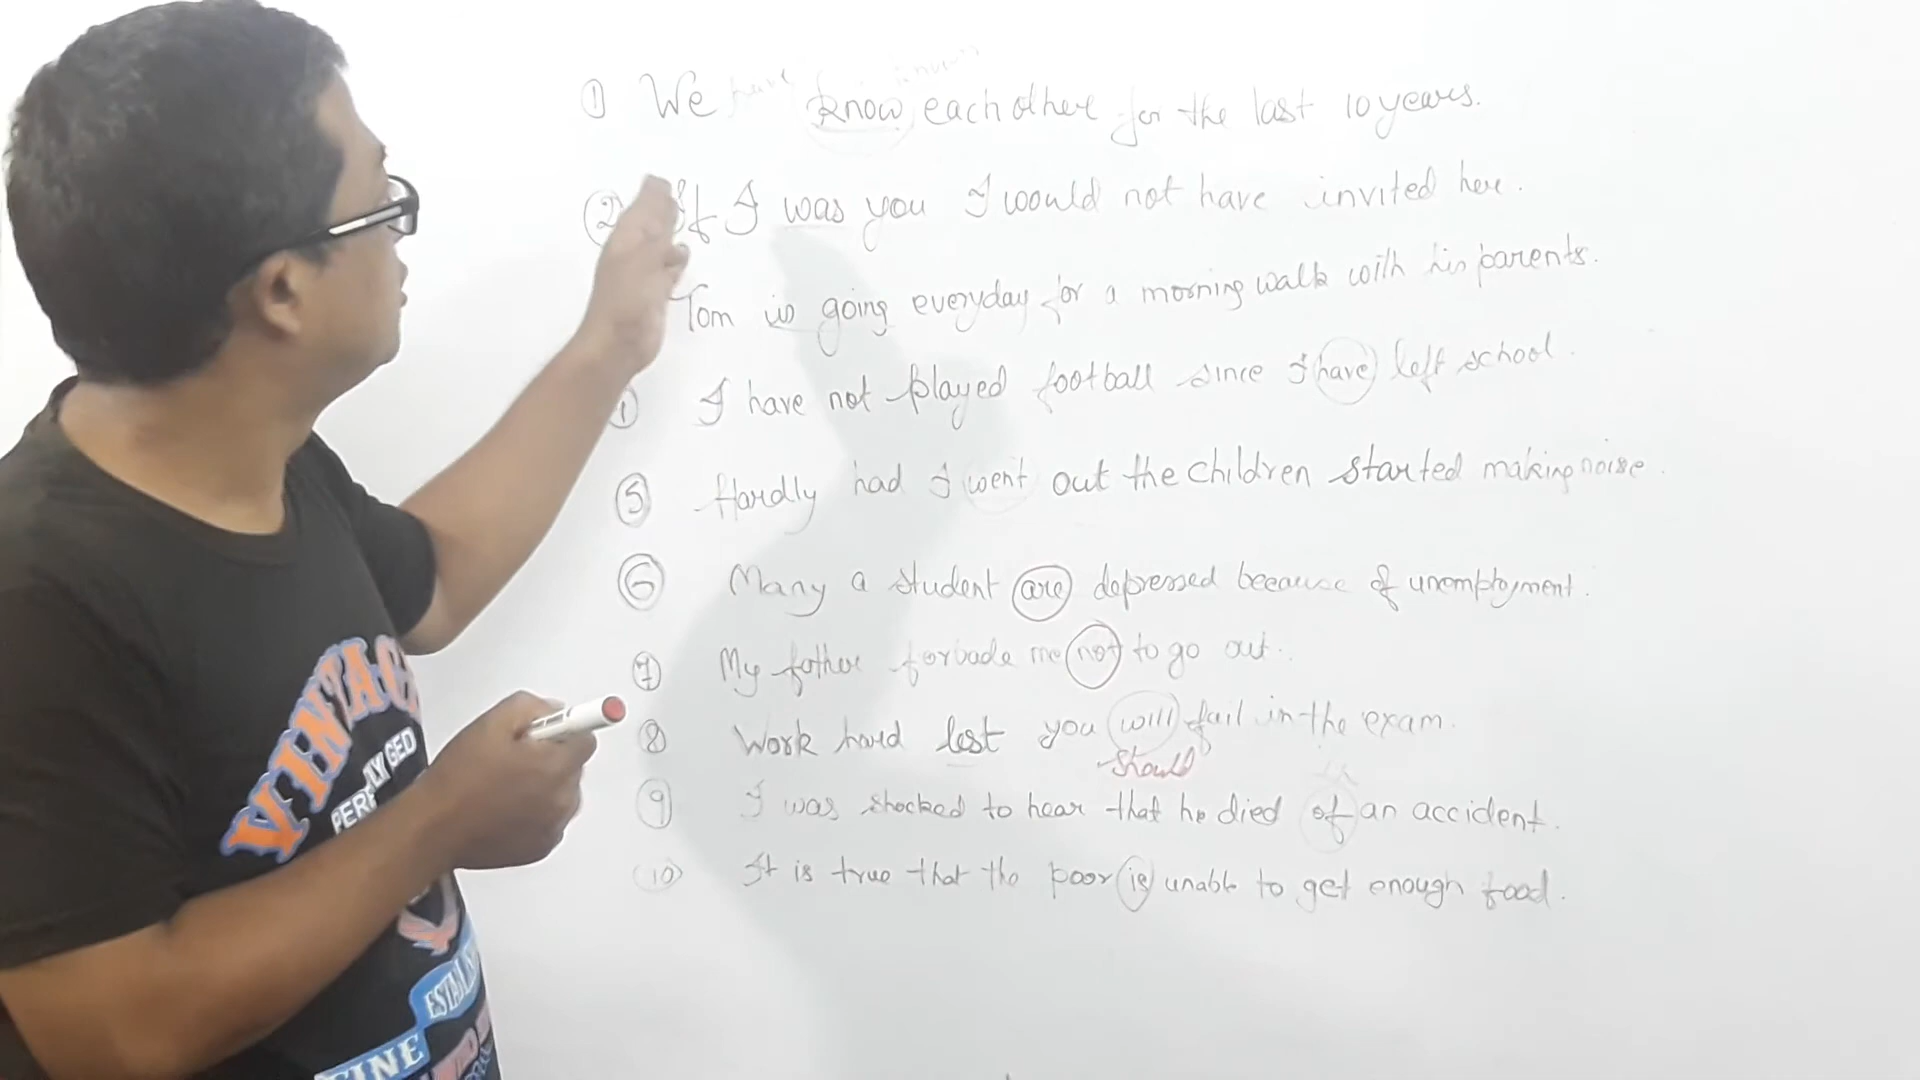 have known
① We know each other for the last 10 years.
② If I was you I would not have invited her.
Tom is going everyday for a morning walk with his parents.
I have not played football since I have left school.
⑤ Hardly had I went out the children started making noise.
⑥ Many a student are depressed because of unemployment.
⑦ My father forbade me not to go out.
⑧ Work hard lest you will fail in the exam.
should
⑨ I was shocked to hear that he died of an accident.
⑩ It is true that the poor is unable to get enough food.
VINTAGE
ESTABL
FINE